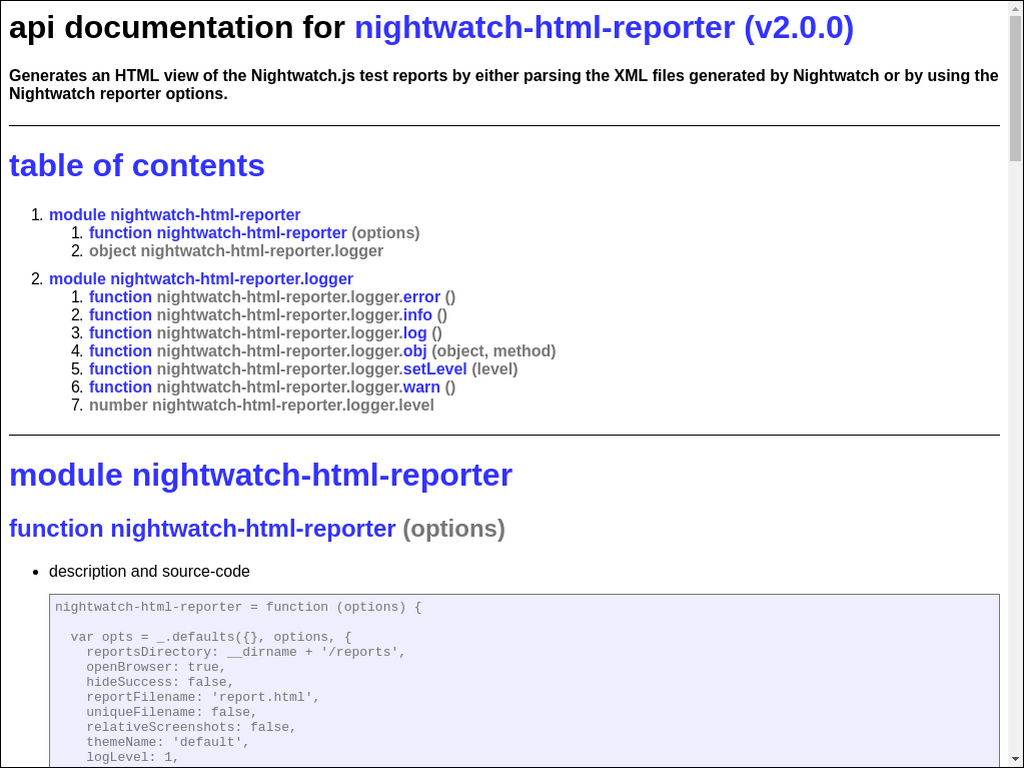 api documentation for nightwatch-html-reporter (v2.0.0)
Generates an HTML view of the Nightwatch.js test reports by either parsing the XML files generated by Nightwatch or by using the
Nightwatch reporter options.
table of contents
1. module nightwatch-html-reporter
1. function nightwatch-html-reporter (options)
2. object nightwatch-html-reporter.logger
2. module nightwatch-html-reporter.logger
1. function nightwatch-html-reporter.logger.error ()
2. function nightwatch-html-reporter.logger.info ()
3. function nightwatch-html-reporter.logger.log ()
4. function nightwatch-html-reporter.logger.obj (object, method)
5. function nightwatch-html-reporter.logger.setLevel (level)
6. function nightwatch-html-reporter.logger.warn ()
7. number nightwatch-html-reporter.logger.level
module nightwatch-html-reporter
function nightwatch-html-reporter (options)
• description and source-code
nightwatch-html-reporter = function (options) {
var opts = _.defaults({}, options, {
reportsDirectory: __dirname + '/reports',
openBrowser: true,
hideSuccess: false,
reportFilename: 'report.html',
uniqueFilename: false,
relativeScreenshots: false,
themeName: 'default',
logLevel: 1,